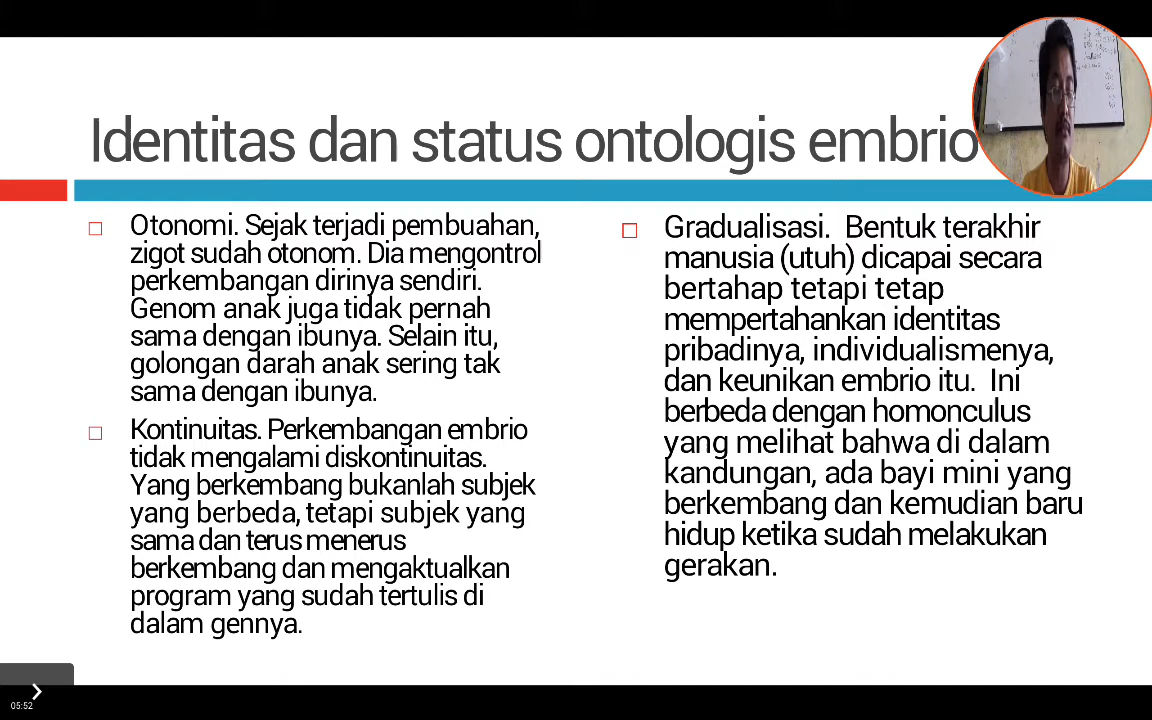 Identitas dan status ontologis embrio
Otonomi. Sejak terjadi pembuahan,
zigot sudah otonom. Dia mengontrol
perkembangan dirinya sendiri.
Genom anak juga tidak pernah
sama dengan ibunya. Selain itu,
golongan darah anak sering tak
sama dengan ibunya.
Kontinuitas. Perkembangan embrio
tidak mengalami diskontinuitas.
Yang berkembang bukanlah subjek
yang berbeda, tetapi subjek yang
sama dan terus menerus
berkembang dan mengaktualkan
program yang sudah tertulis di
dalam gennya.
Gradualisasi. Bentuk terakhir
manusia (utuh) dicapai secara
bertahap tetapi tetap
mempertahankan identitas
pribadinya, individualismenya,
dan keunikan embrio itu. Ini
berbeda dengan homonculus
yang melihat bahwa di dalam
kandungan, ada bayi mini yang
berkembang dan kemudian baru
hidup ketika sudah melakukan
gerakan.
05:52